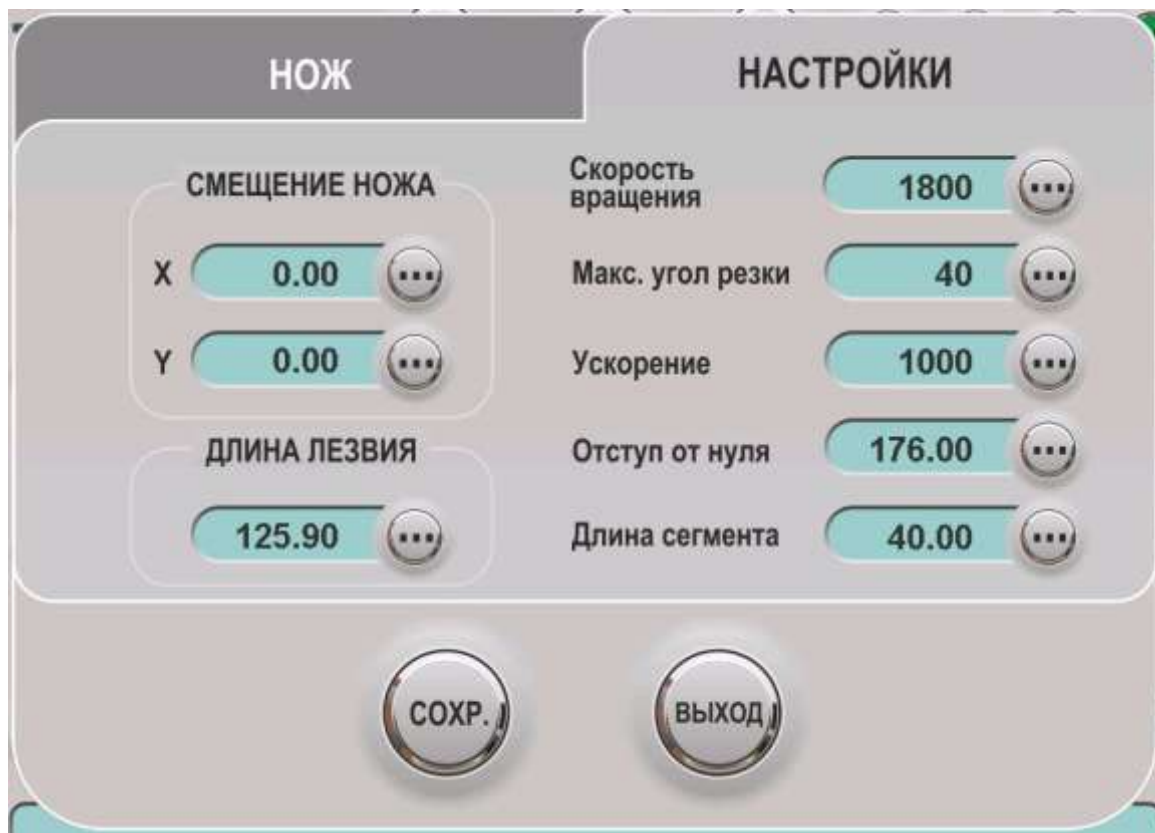 НОЖ
НАСТРОЙКИ
СМЕЩЕНИЕ НОЖА
X 0.00 ...
Y 0.00 ...
ДЛИНА ЛЕЗВИЯ
125.90 ...
Скорость
вращения
1800 ...
Макс. угол резки 40 ...
Ускорение 1000 ...
Отступ от нуля 176.00 ...
Длина сегмента 40.00 ...
СОХР.
ВЫХОД